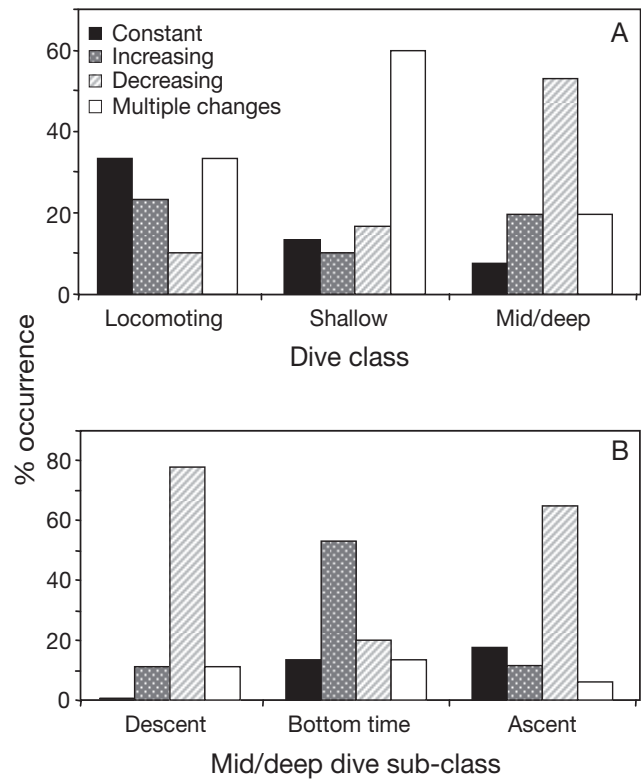 A
Constant
Increasing
Decreasing
Multiple changes
60
40
20
0
Locomoting Shallow Mid/deep
Dive class
% occurrence
B
80
60
40
20
0
Descent Bottom time Ascent
Mid/deep dive sub-class